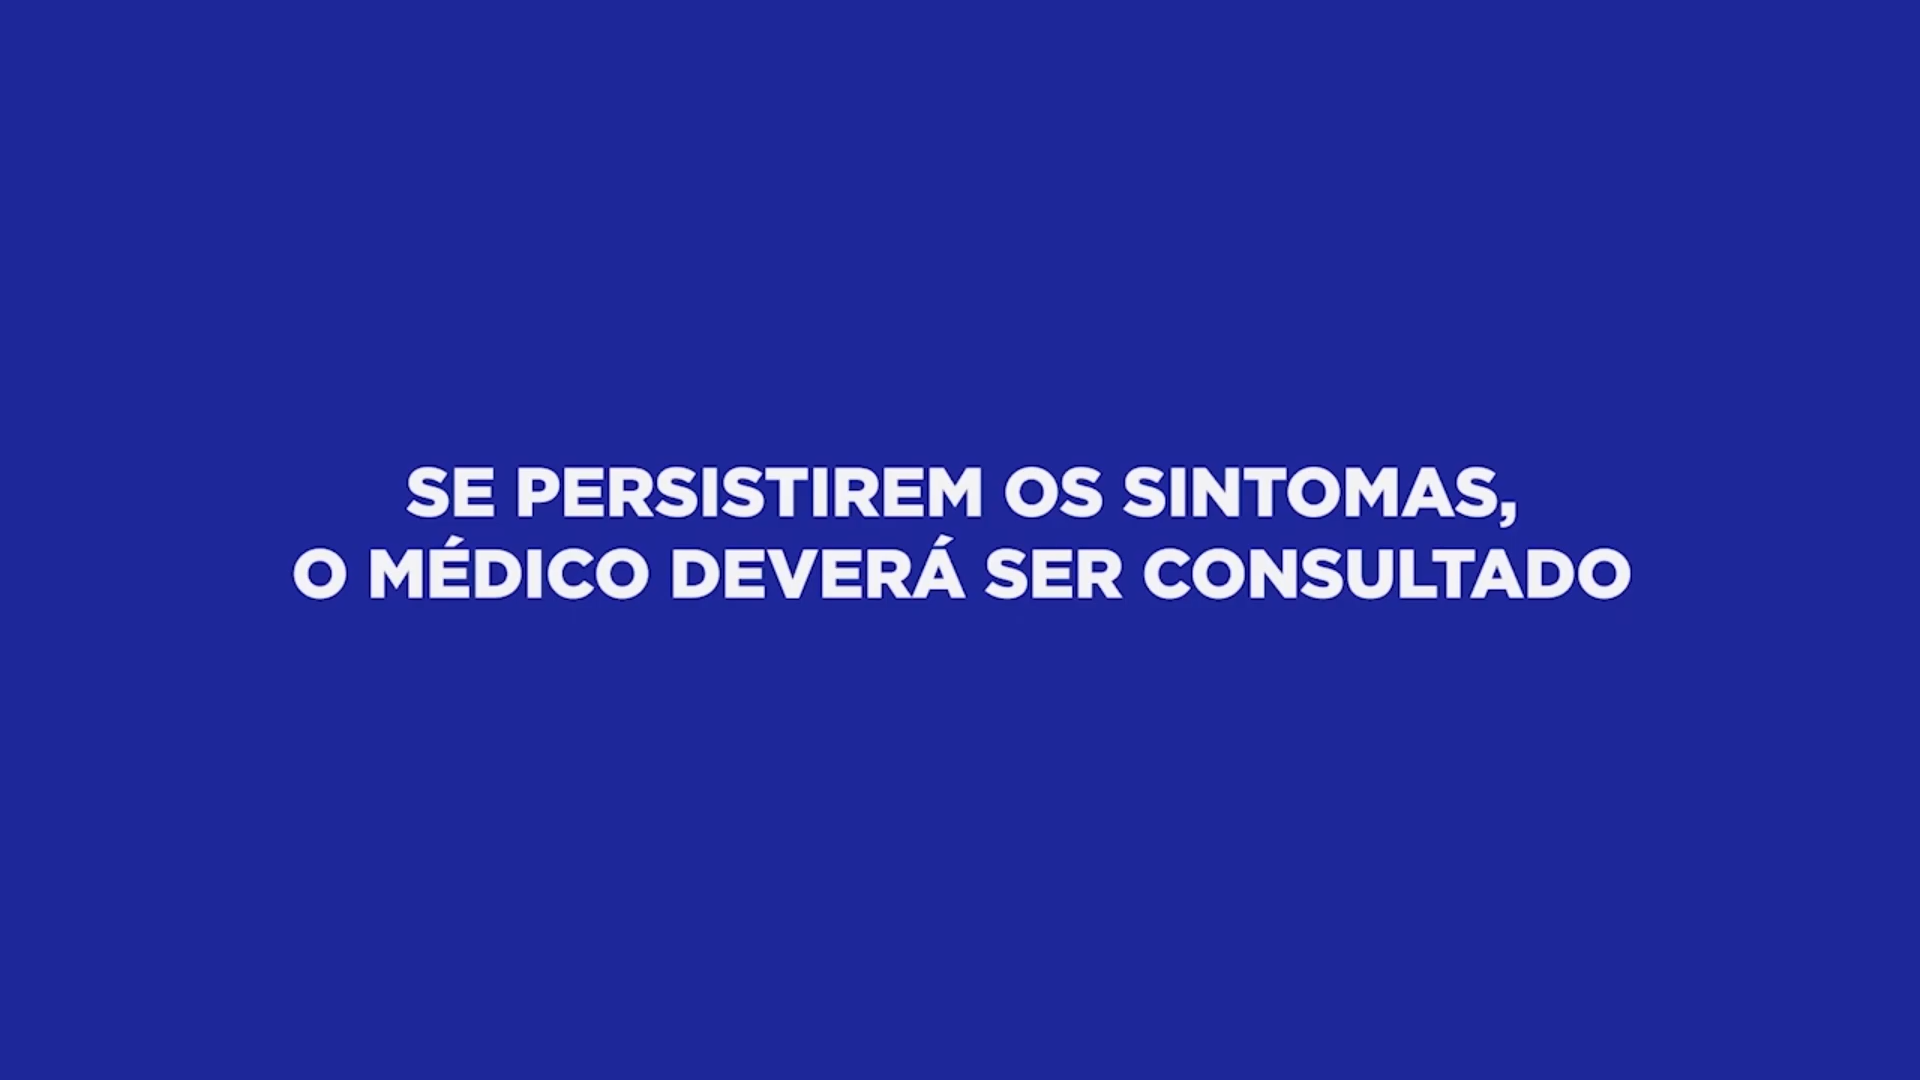 SE PERSISTIREM OS SINTOMAS,
O MÉDICO DEVERÁ SER CONSULTADO